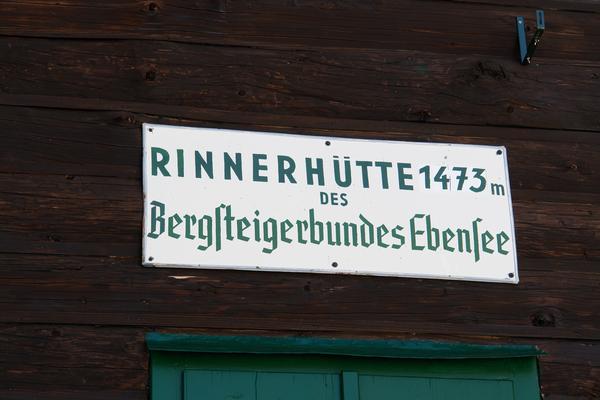 RINNERHÜTTE 1473 m
DES
Bergſteigerbundes Ebenſee